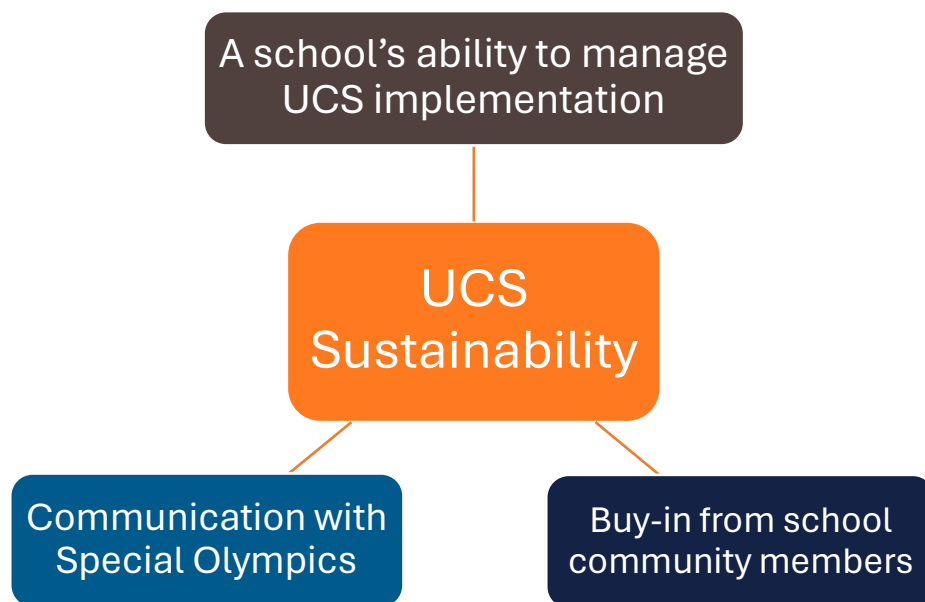 A school’s ability to manage
UCS implementation
UCS
Sustainability
Communication with
Special Olympics
Buy-in from school
community members